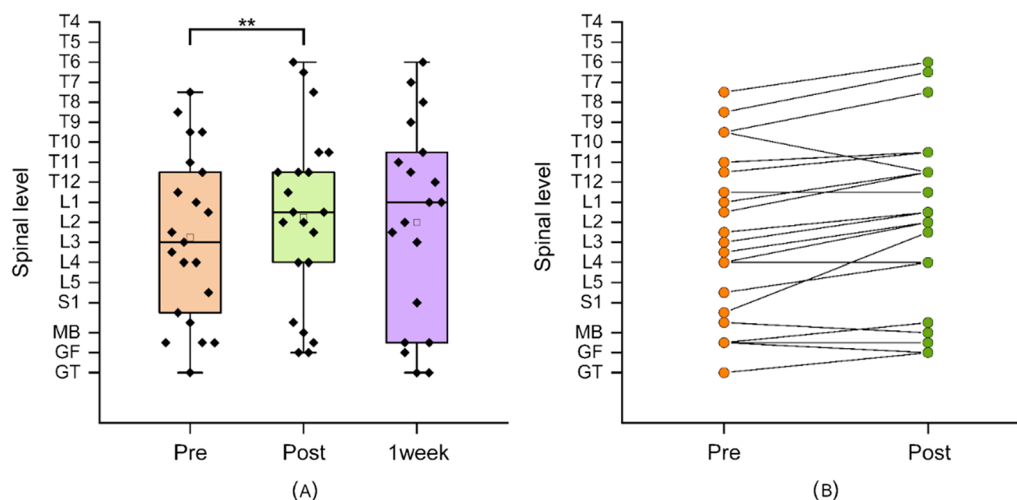 T4
T5
T6
T7
T8
T9
T10
T11
T12
L1
L2
L3
L4
L5
S1
MB
GF
GT
Spinal level
**
Pre
Post
1week
(A)
T4
T5
T6
T7
T8
T9
T10
T11
T12
L1
L2
L3
L4
L5
S1
MB
GF
GT
Spinal level
Pre
Post
(B)